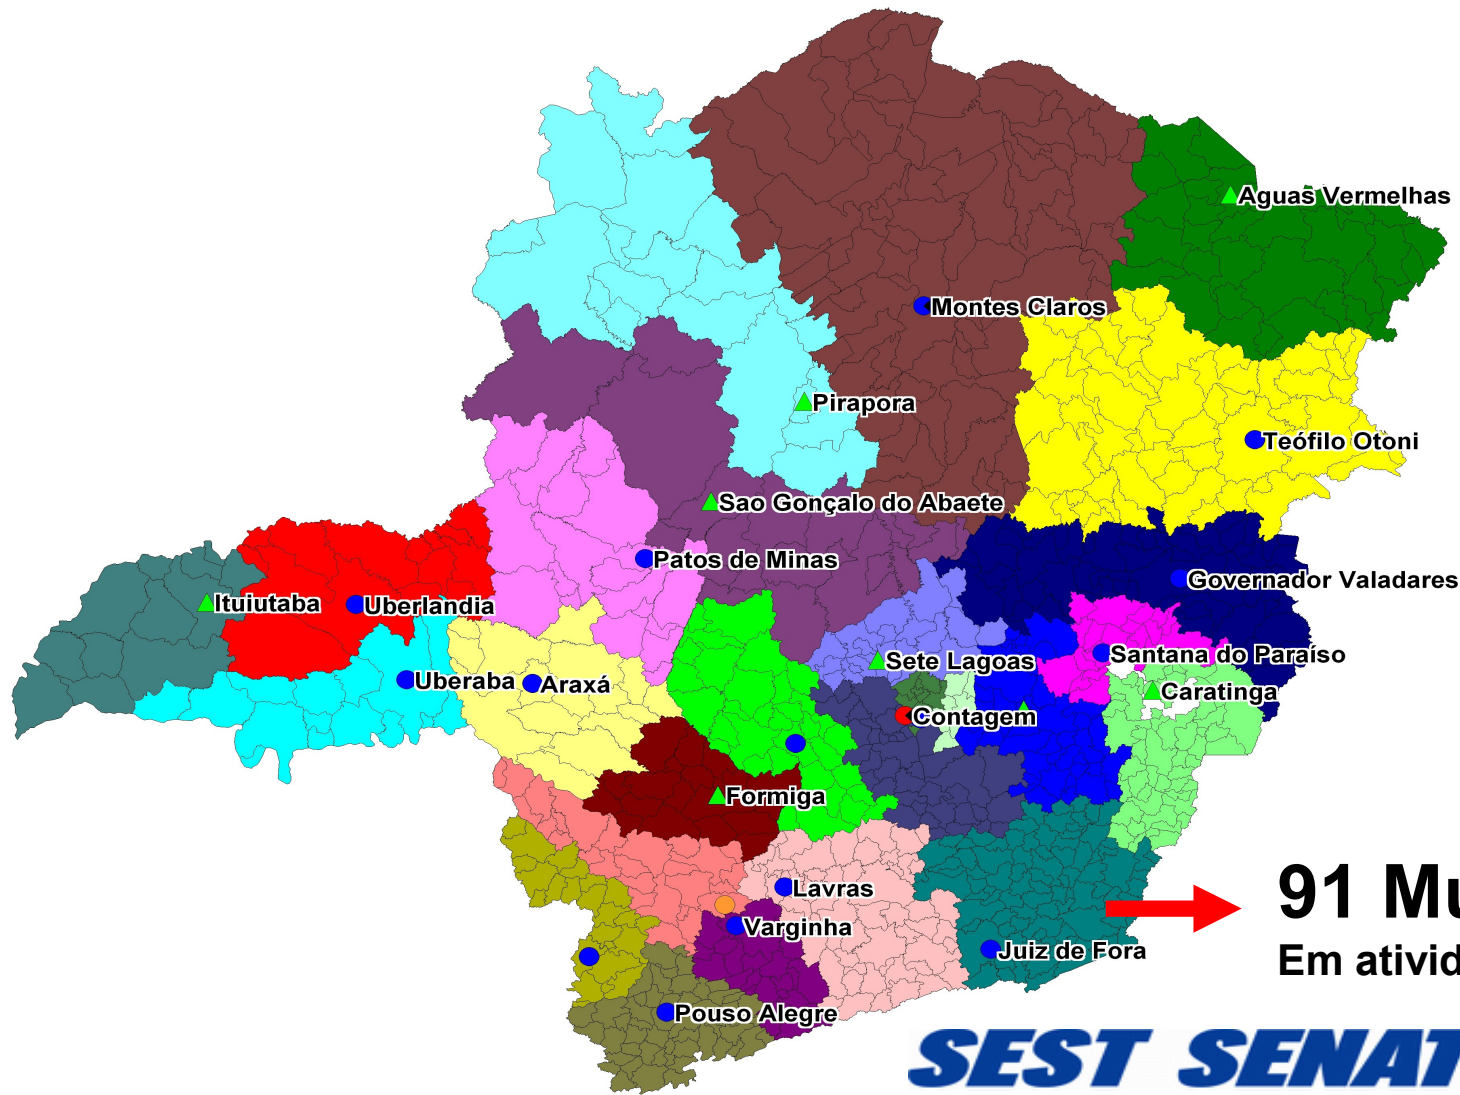 Aguas Vermelhas
Montes Claros
Pirapora
Teófilo Otoni
Sao Gonçalo do Abaete
Patos de Minas
Governador Valadares
Ituiutaba
Uberlandia
Santana do Paraíso
Sete Lagoas
Uberaba
Araxá
Caratinga
Contagem
Formiga
91 Mu
Lavras
Varginha
Juiz de Fora
Em ativid
Pouso Alegre
SEST SENAT